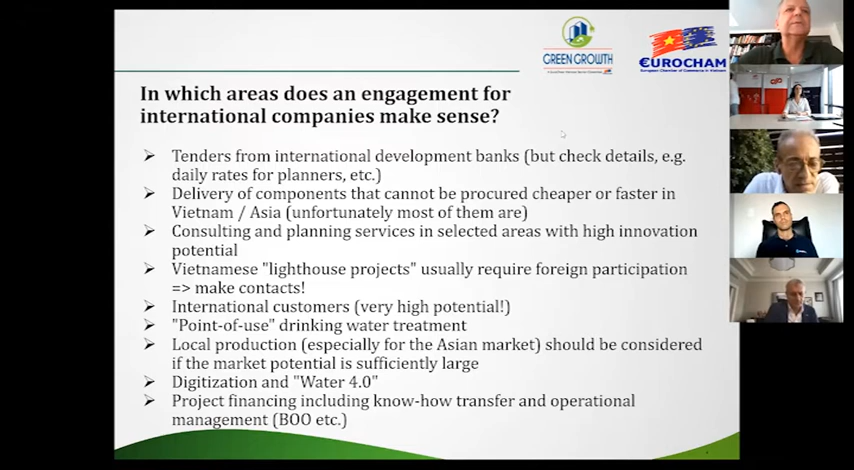 GREEN GROWTH
EUROCHAM
European Chamber of Commerce in Vietnam
In which areas does an engagement for
international companies make sense?
➢ Tenders from international development banks (but check details, e.g.
daily rates for planners, etc.)
➢ Delivery of components that cannot be procured cheaper or faster in
Vietnam / Asia (unfortunately most of them are)
➢ Consulting and planning services in selected areas with high innovation
potential
➢ Vietnamese "lighthouse projects" usually require foreign participation
=> make contacts!
➢ International customers (very high potential!)
➢ "Point-of-use" drinking water treatment
➢ Local production (especially for the Asian market) should be considered
if the market potential is sufficiently large
➢ Digitization and "Water 4.0"
➢ Project financing including know-how transfer and operational
management (BOO etc.)